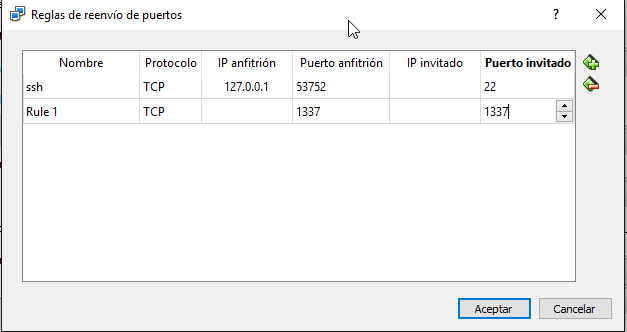 Reglas de reenvío de puertos ?
Nombre Protocolo IP anfitrión Puerto anfitrión IP invitado Puerto invitado
ssh TCP 127.0.0.1 53752 22
Rule 1 TCP 1337 1337
Aceptar Cancelar